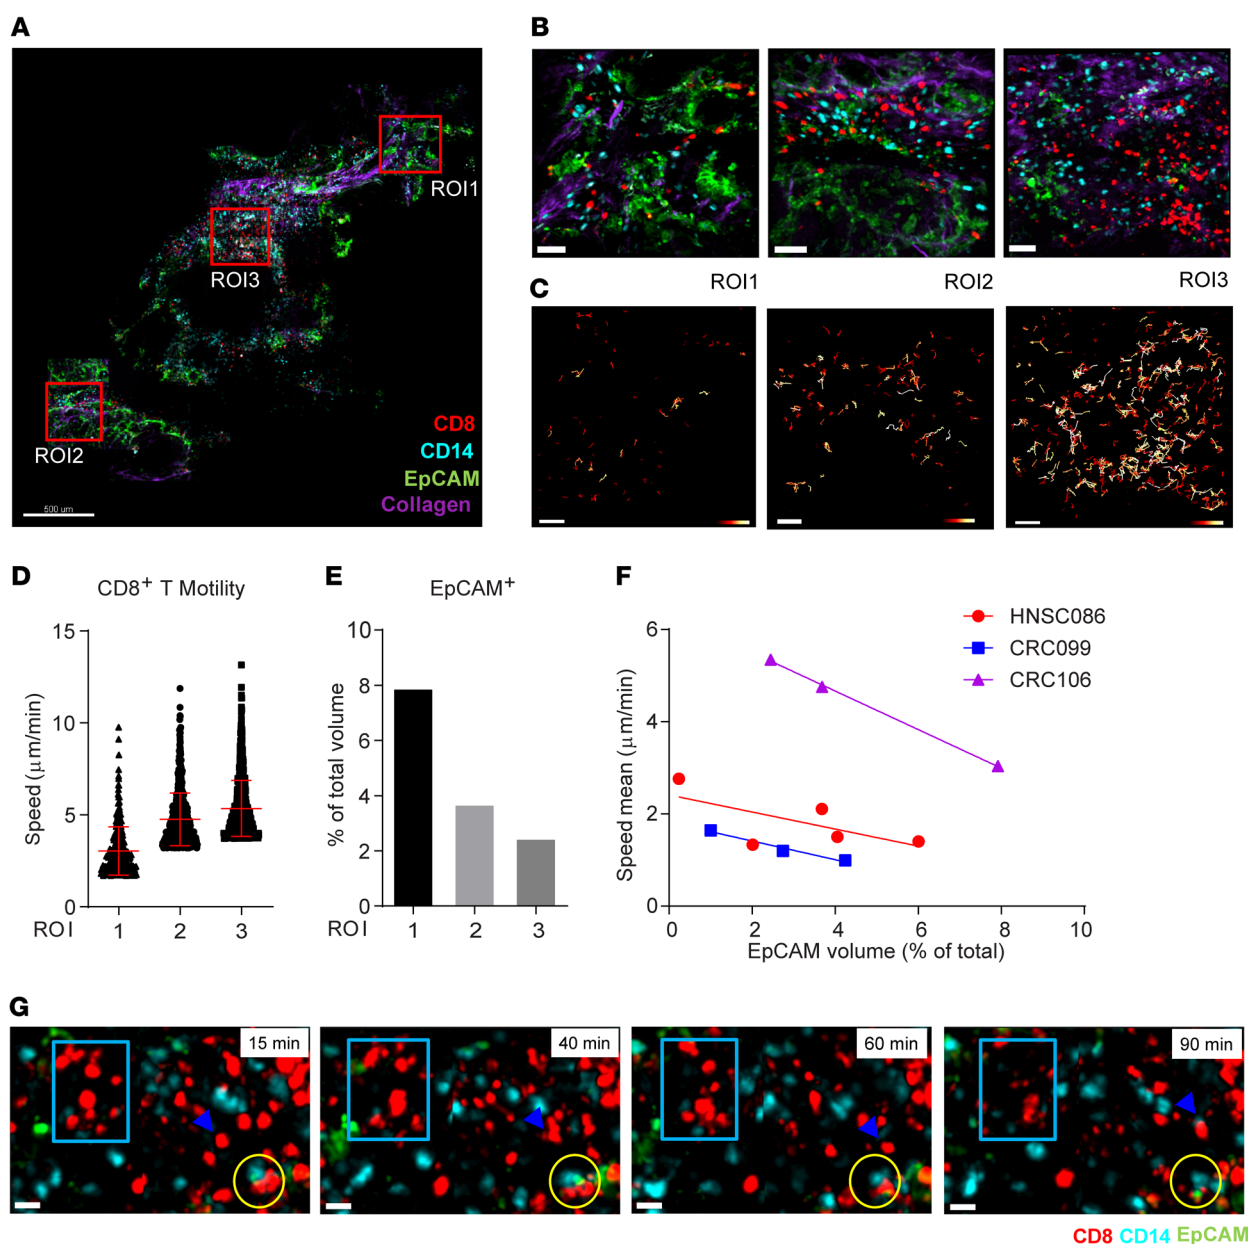 A
ROI1
ROI3
ROI2
CD8
CD14
EpCAM
Collagen
500 um
B
ROI1
ROI2
ROI3
C
D
CD8+ T Motility
Speed (μm/min)
15
10
5
0
ROI
1
2
3
E
EpCAM+
% of total volume
10
8
6
4
2
0
ROI
1
2
3
F
HNSC086
CRC099
CRC106
Speed mean (μm/min)
6
4
2
0
0
2
4
6
8
10
EpCAM volume (% of total)
G
15 min
40 min
60 min
90 min
CD8 CD14 EpCAM